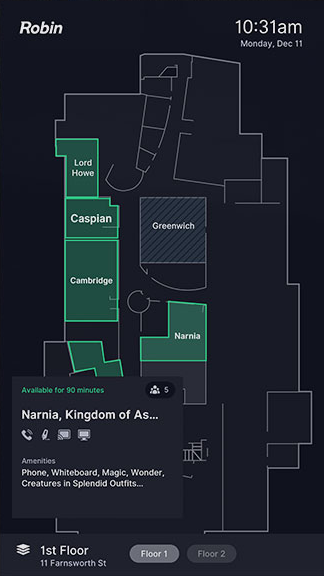 Robin
10:31am
Monday, Dec 11
Lord
Howe
Caspian
Greenwich
Cambridge
Narnia
Available for 90 minutes
5
Narnia, Kingdom of As...
Amenities
Phone, Whiteboard, Magic, Wonder,
Creatures in Splendid Outfits...
1st Floor
11 Farnsworth St
Floor 1
Floor 2